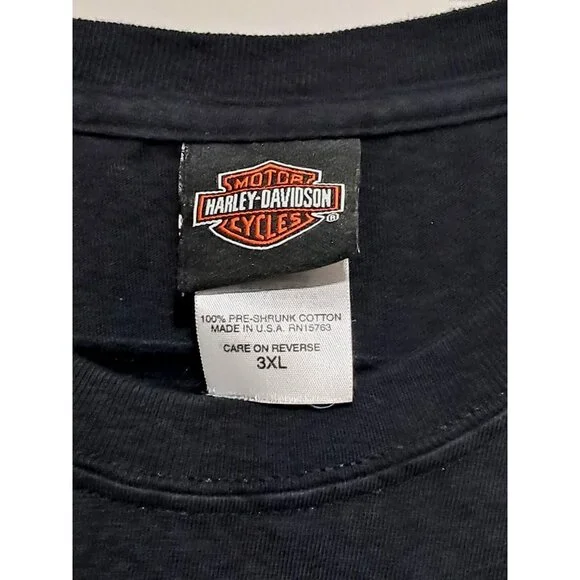 MOTOR
HARLEY-DAVIDSON
CYCLES
®
100% PRE-SHRUNK COTTON
MADE IN U.S.A. RN15763
CARE ON REVERSE
3XL